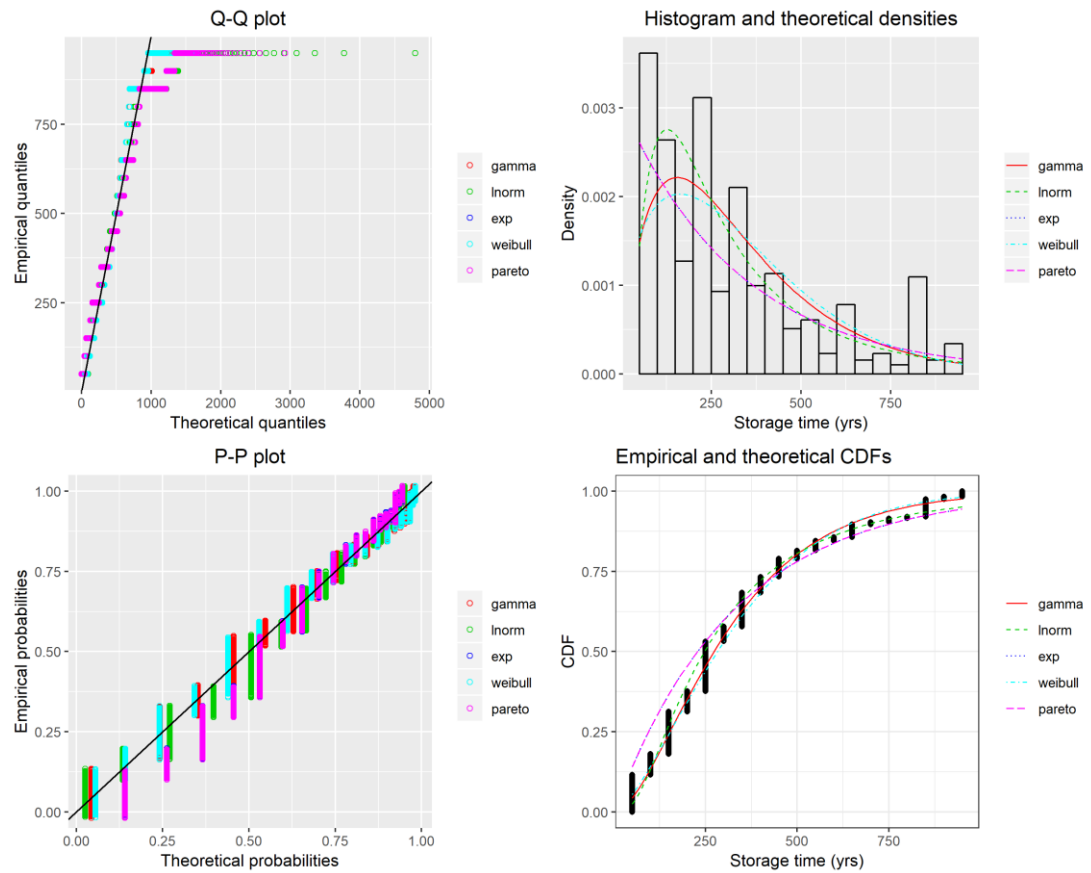 Q-Q plot
Empirical quantiles
750
500
250
0
1000
2000
3000
4000
5000
Theoretical quantiles
gamma
lnorm
exp
weibull
pareto
Histogram and theoretical densities
Density
0.003
0.002
0.001
0.000
250
500
750
Storage time (yrs)
gamma
lnorm
exp
weibull
pareto
P-P plot
Empirical probabilities
1.00
0.75
0.50
0.25
0.00
0.00
0.25
0.50
0.75
1.00
Theoretical probabilities
gamma
lnorm
exp
weibull
pareto
Empirical and theoretical CDFs
CDF
1.00
0.75
0.50
0.25
0.00
250
500
750
Storage time (yrs)
gamma
lnorm
exp
weibull
pareto